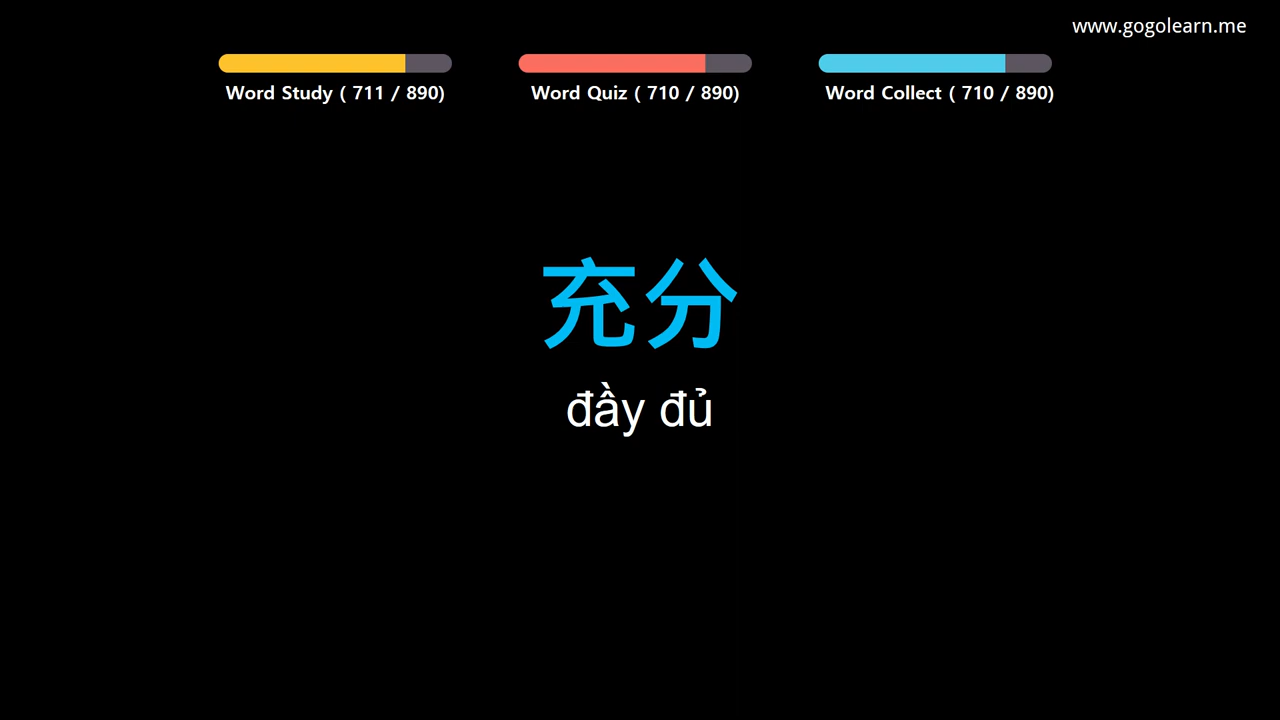 www.gogolearn.me
Word Study ( 711 / 890)
Word Quiz ( 710 / 890)
Word Collect ( 710 / 890)
充分
đầy đủ